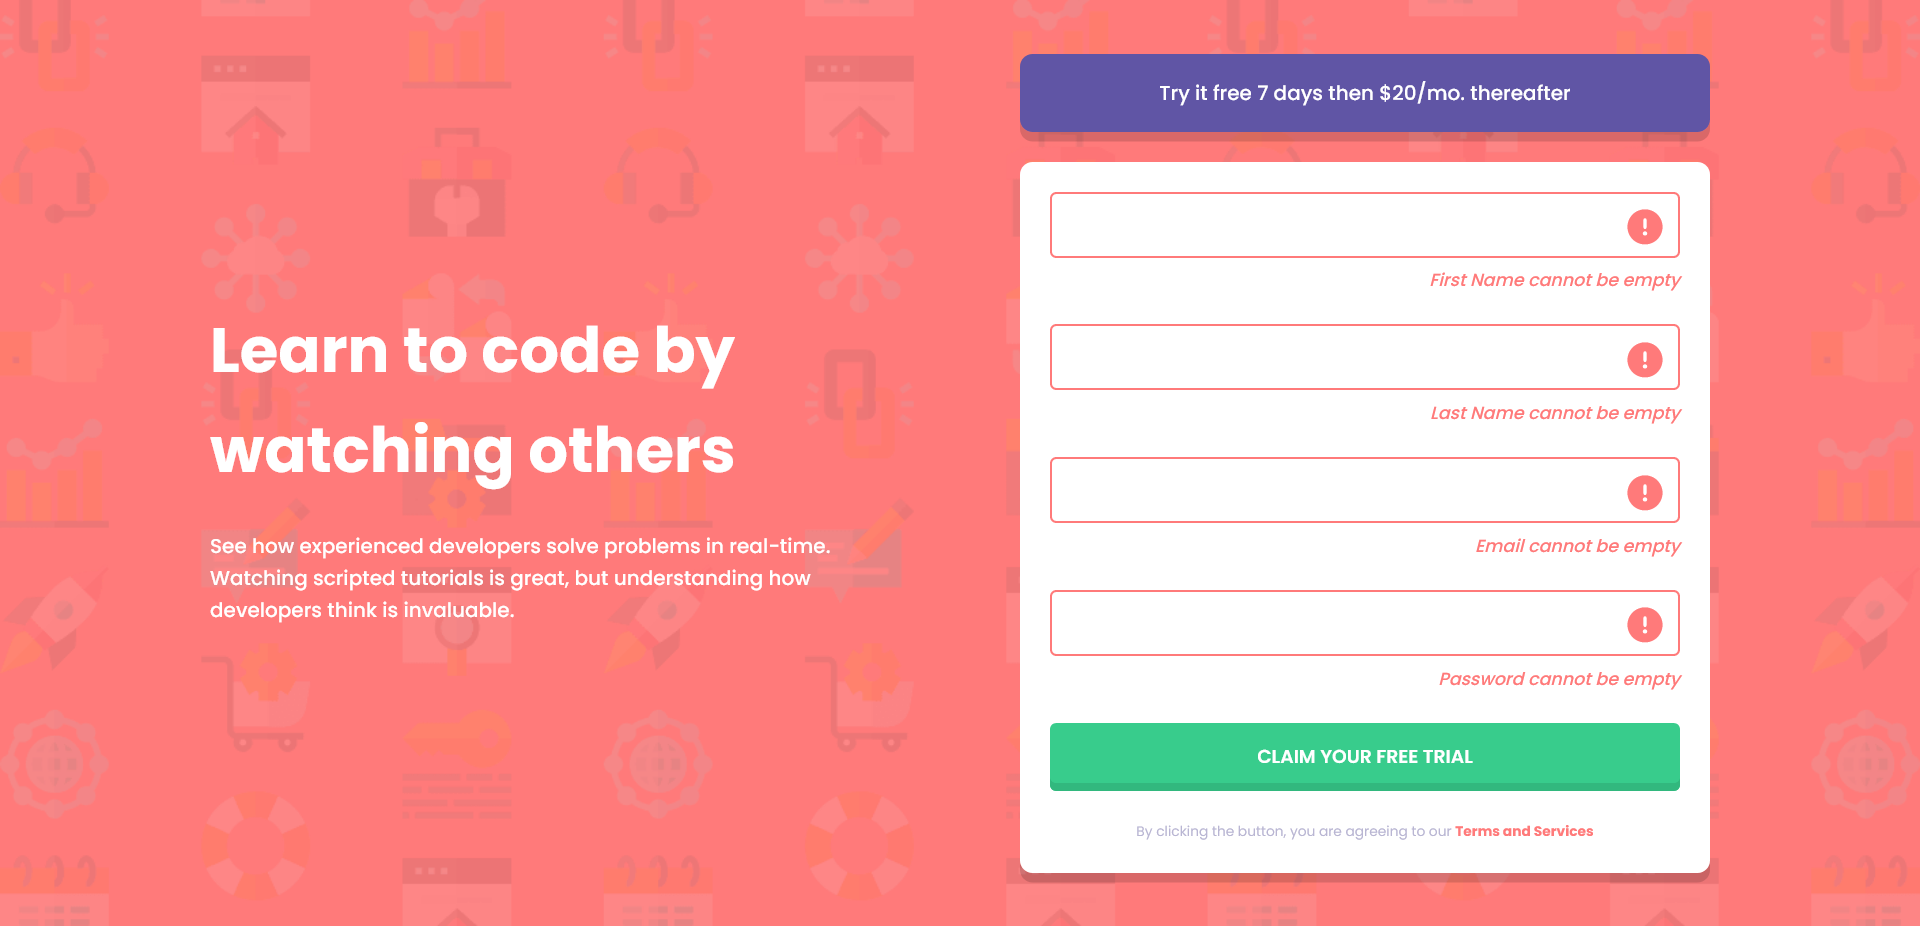 Learn to code by
watching others
See how experienced developers solve problems in real-time.
Watching scripted tutorials is great, but understanding how
developers think is invaluable.
Try it free 7 days then $20/mo. thereafter
First Name cannot be empty
Last Name cannot be empty
Email cannot be empty
Password cannot be empty
CLAIM YOUR FREE TRIAL
By clicking the button, you are agreeing to our Terms and Services